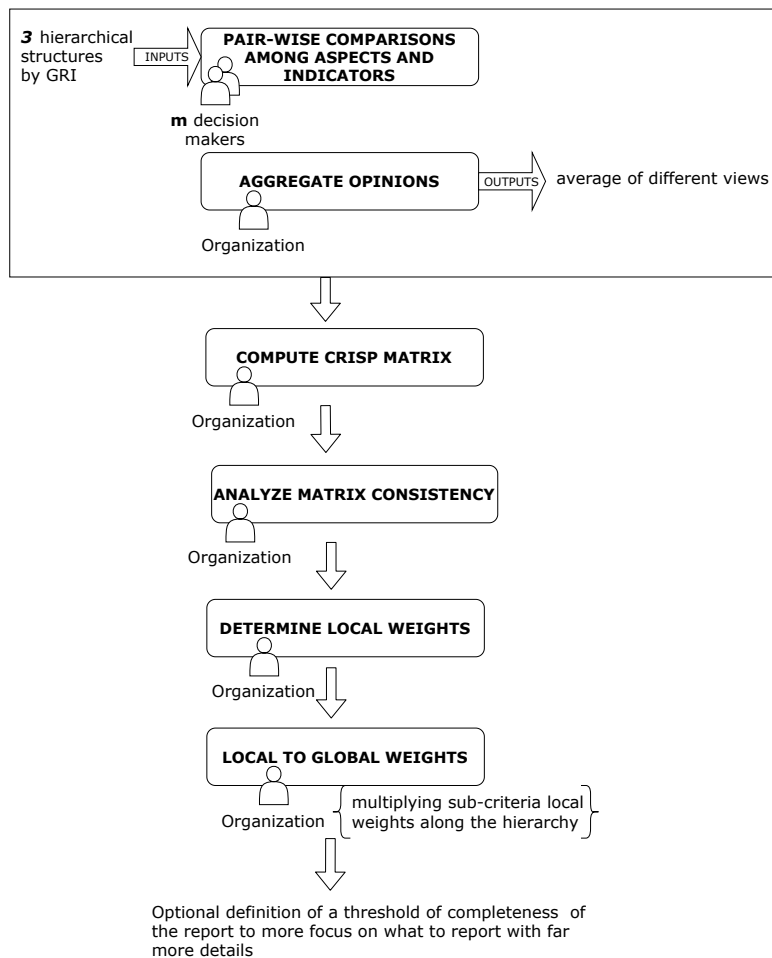 3 hierarchical
structures
by GRI
INPUTS
PAIR-WISE COMPARISONS
AMONG ASPECTS AND
INDICATORS
m decision
makers
AGGREGATE OPINIONS
OUTPUTS
average of different views
Organization
COMPUTE CRISP MATRIX
Organization
ANALYZE MATRIX CONSISTENCY
Organization
DETERMINE LOCAL WEIGHTS
Organization
LOCAL TO GLOBAL WEIGHTS
Organization
multiplying sub-criteria local
weights along the hierarchy
Optional definition of a threshold of completeness of
the report to more focus on what to report with far
more details